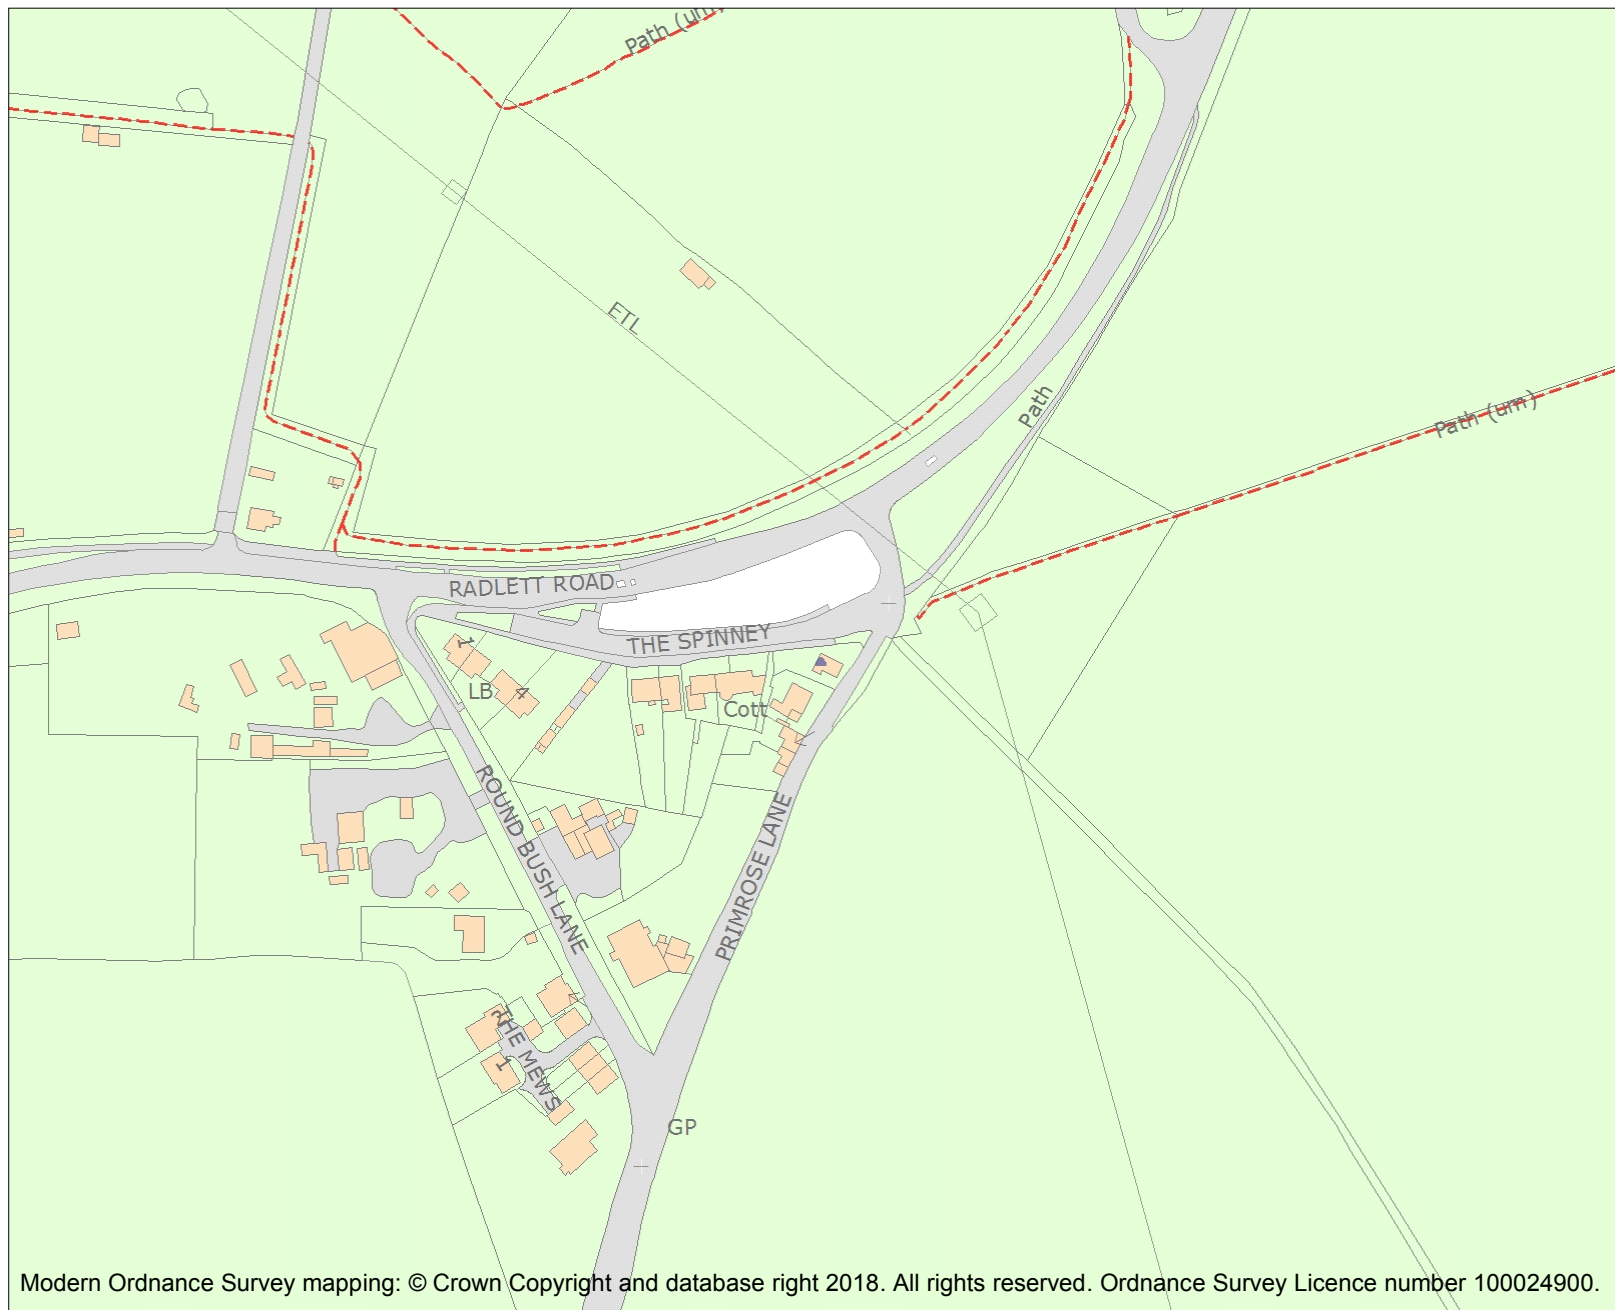 Path (um)
ETL
Path
Path (um)
RADLETT ROAD
THE SPINNEY
1
LB
4
Cott
ROUND BUSH LANE
PRIMROSE LANE
2
THE MEWS
1
GP
Modern Ordnance Survey mapping: © Crown Copyright and database right 2018. All rights reserved. Ordnance Survey Licence number 100024900.